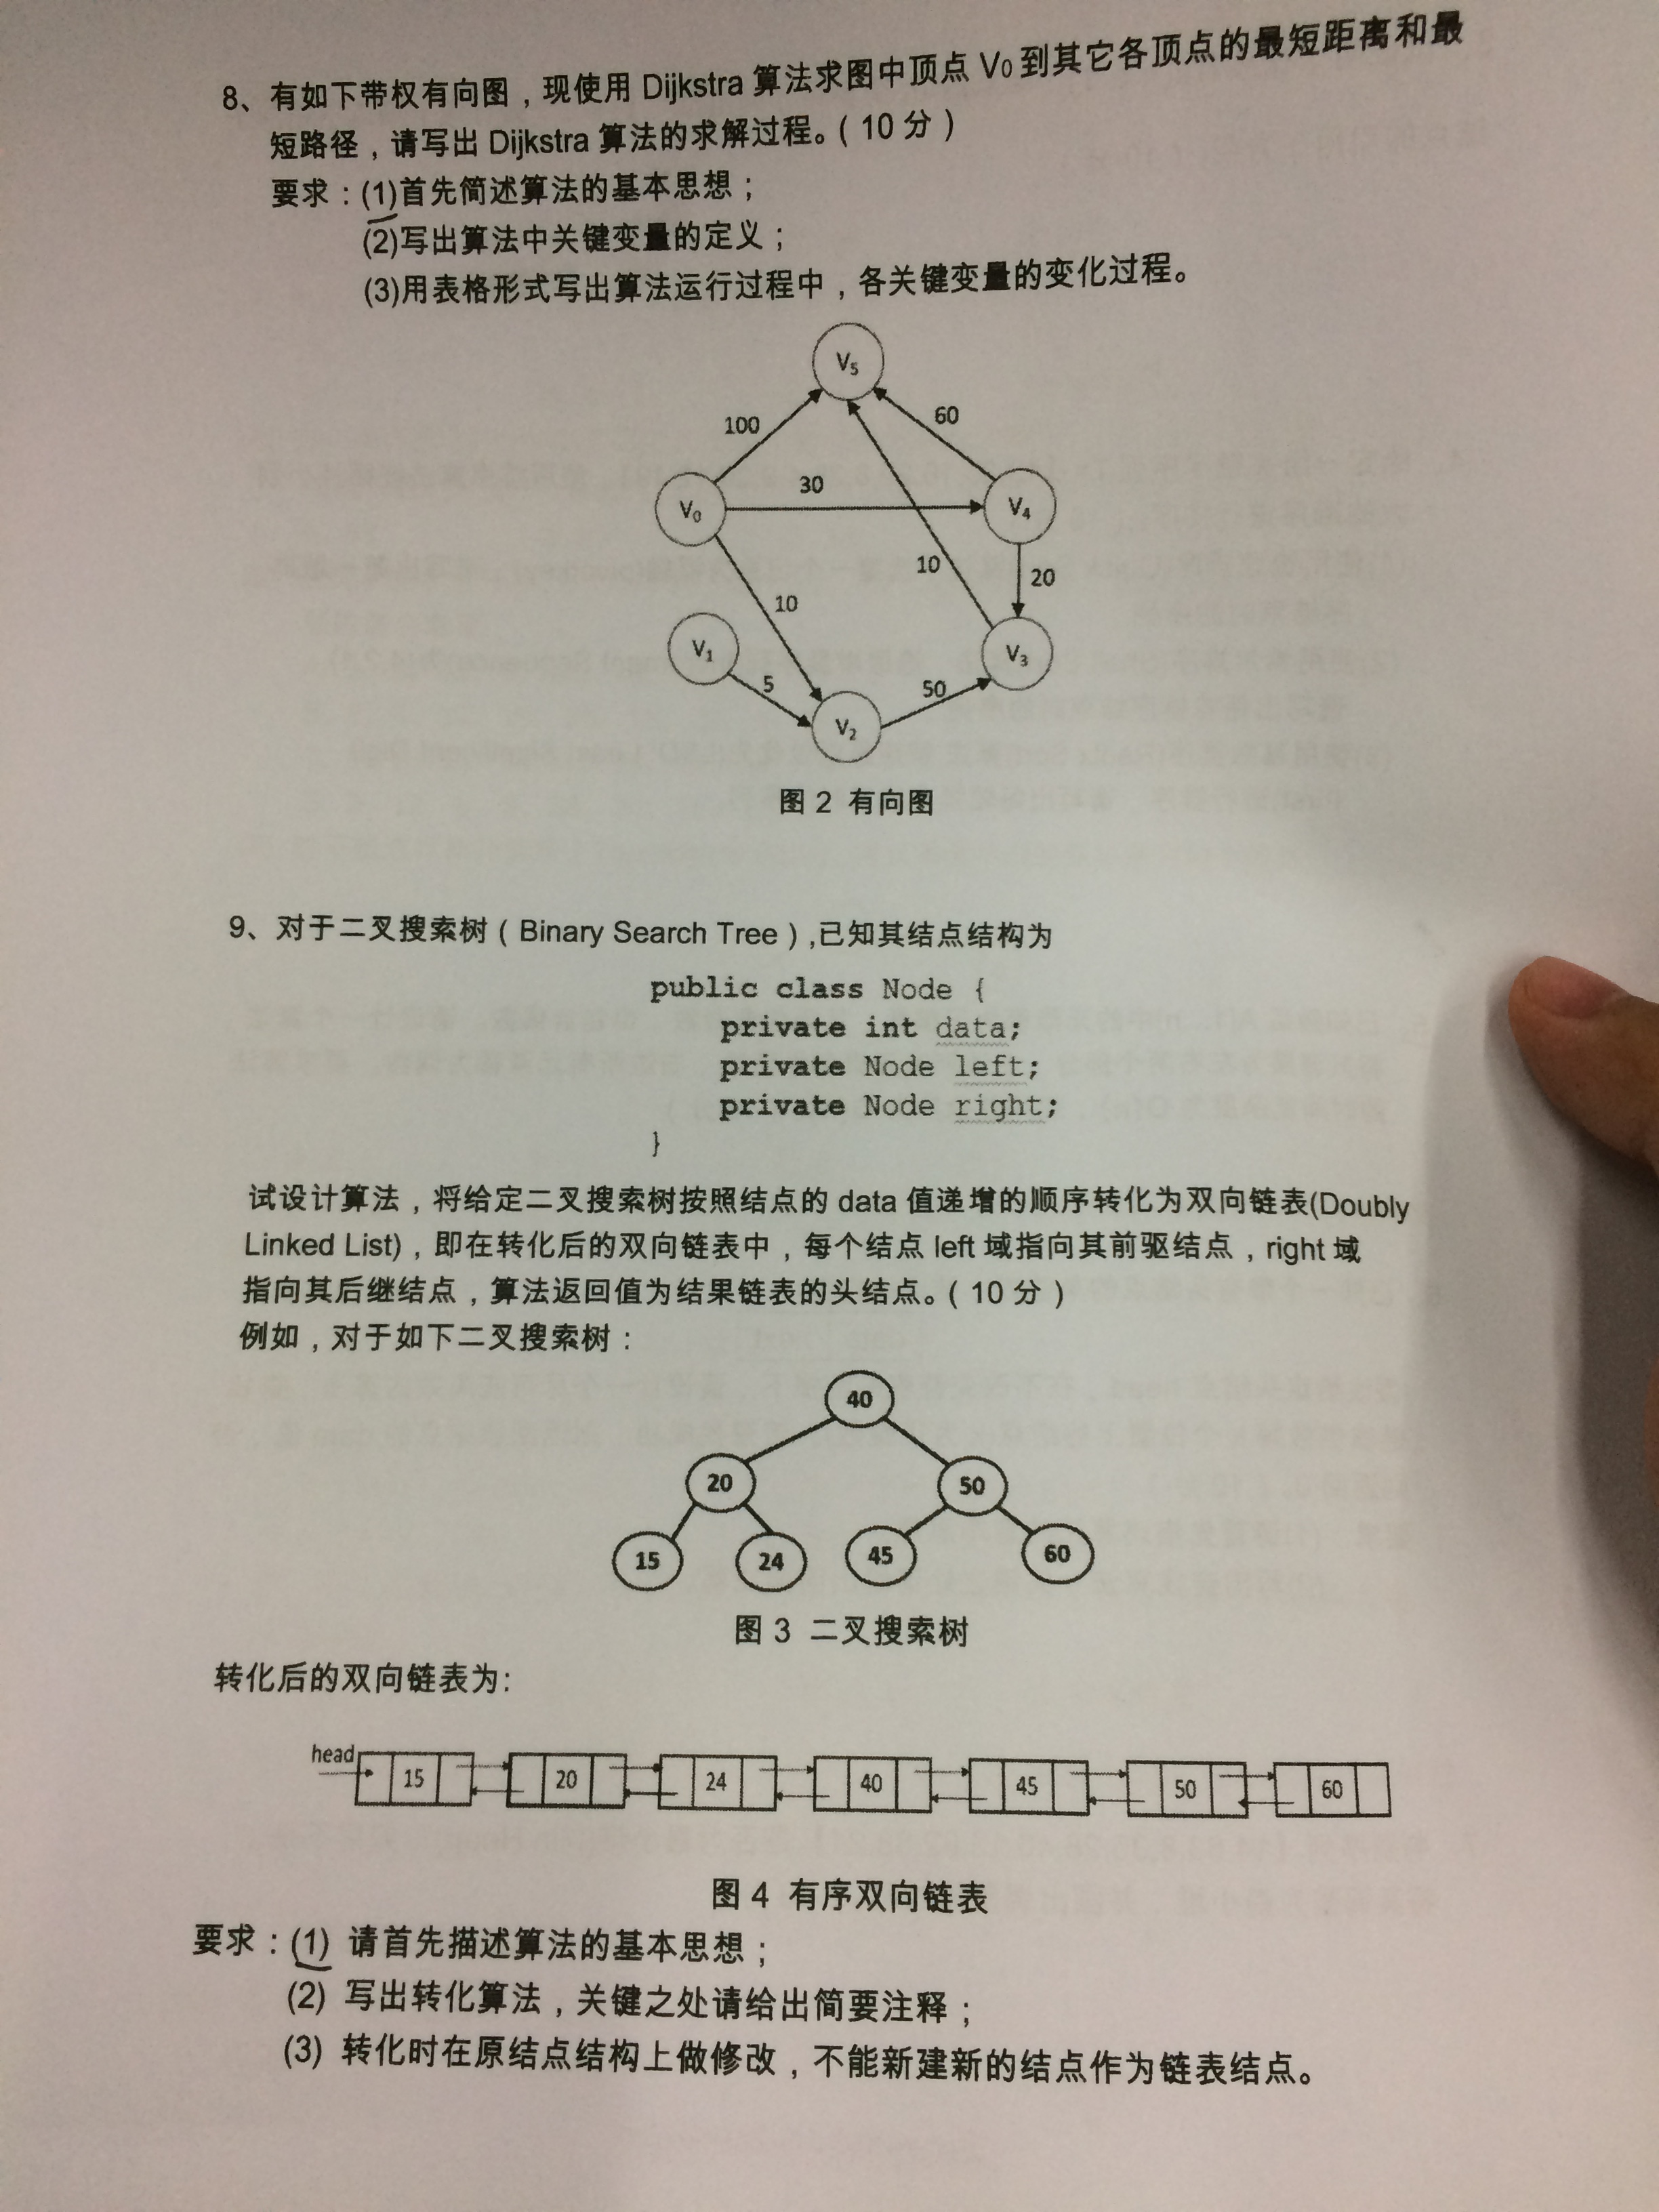 8、有如下带权有向图，现使用 Dijkstra 算法求图中顶点 V0 到其它各顶点的最短距离和最
短路径，请写出 Dijkstra 算法的求解过程。（10 分）
要求：(1)首先简述算法的基本思想；
(2)写出算法中关键变量的定义；
(3)用表格形式写出算法运行过程中，各关键变量的变化过程。
V5
100
60
V0
30
V4
10
20
10
V1
V3
5
50
V2
图 2 有向图
9、对于二叉搜索树（Binary Search Tree）,已知其结点结构为
public class Node {
private int data;
private Node left;
private Node right;
}
试设计算法，将给定二叉搜索树按照结点的 data 值递增的顺序转化为双向链表(Doubly
Linked List)，即在转化后的双向链表中，每个结点 left 域指向其前驱结点，right 域
指向其后继结点，算法返回值为结果链表的头结点。（10 分）
例如，对于如下二叉搜索树：
40
20 50
15 24 45 60
图 3 二叉搜索树
转化后的双向链表为:
head 15 20 24 40 45 50 60
图 4 有序双向链表
要求：(1) 请首先描述算法的基本思想；
(2) 写出转化算法，关键之处请给出简要注释；
(3) 转化时在原结点结构上做修改，不能新建新的结点作为链表结点。